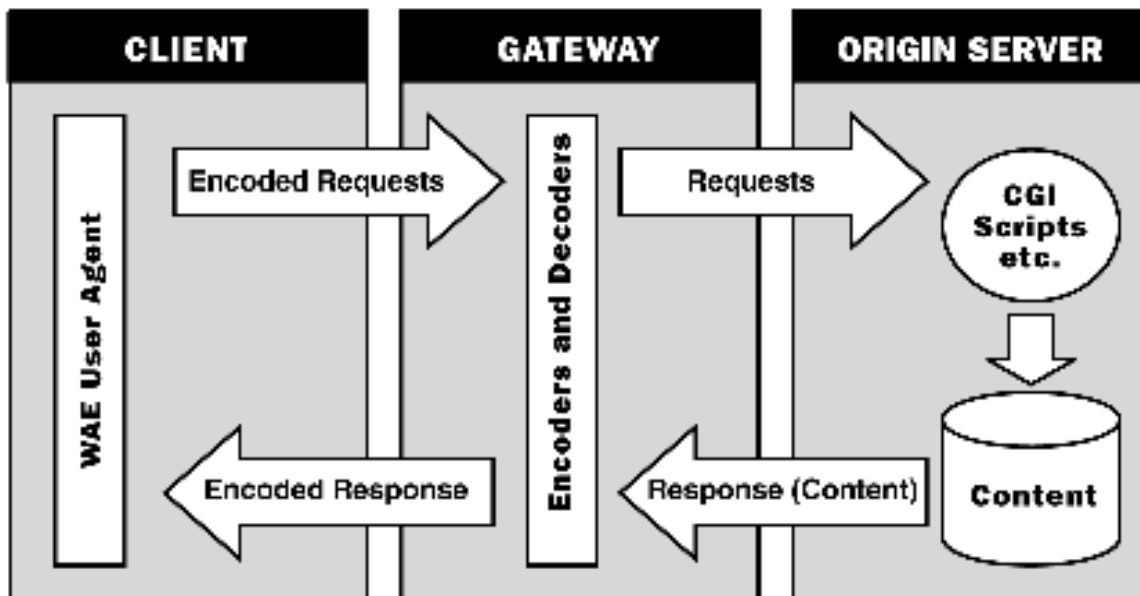 CLIENT
GATEWAY
ORIGIN SERVER
WAE User Agent
Encoded Requests
Encoders and Decoders
Requests
CGI
Scripts
etc.
Encoded Response
Response (Content)
Content